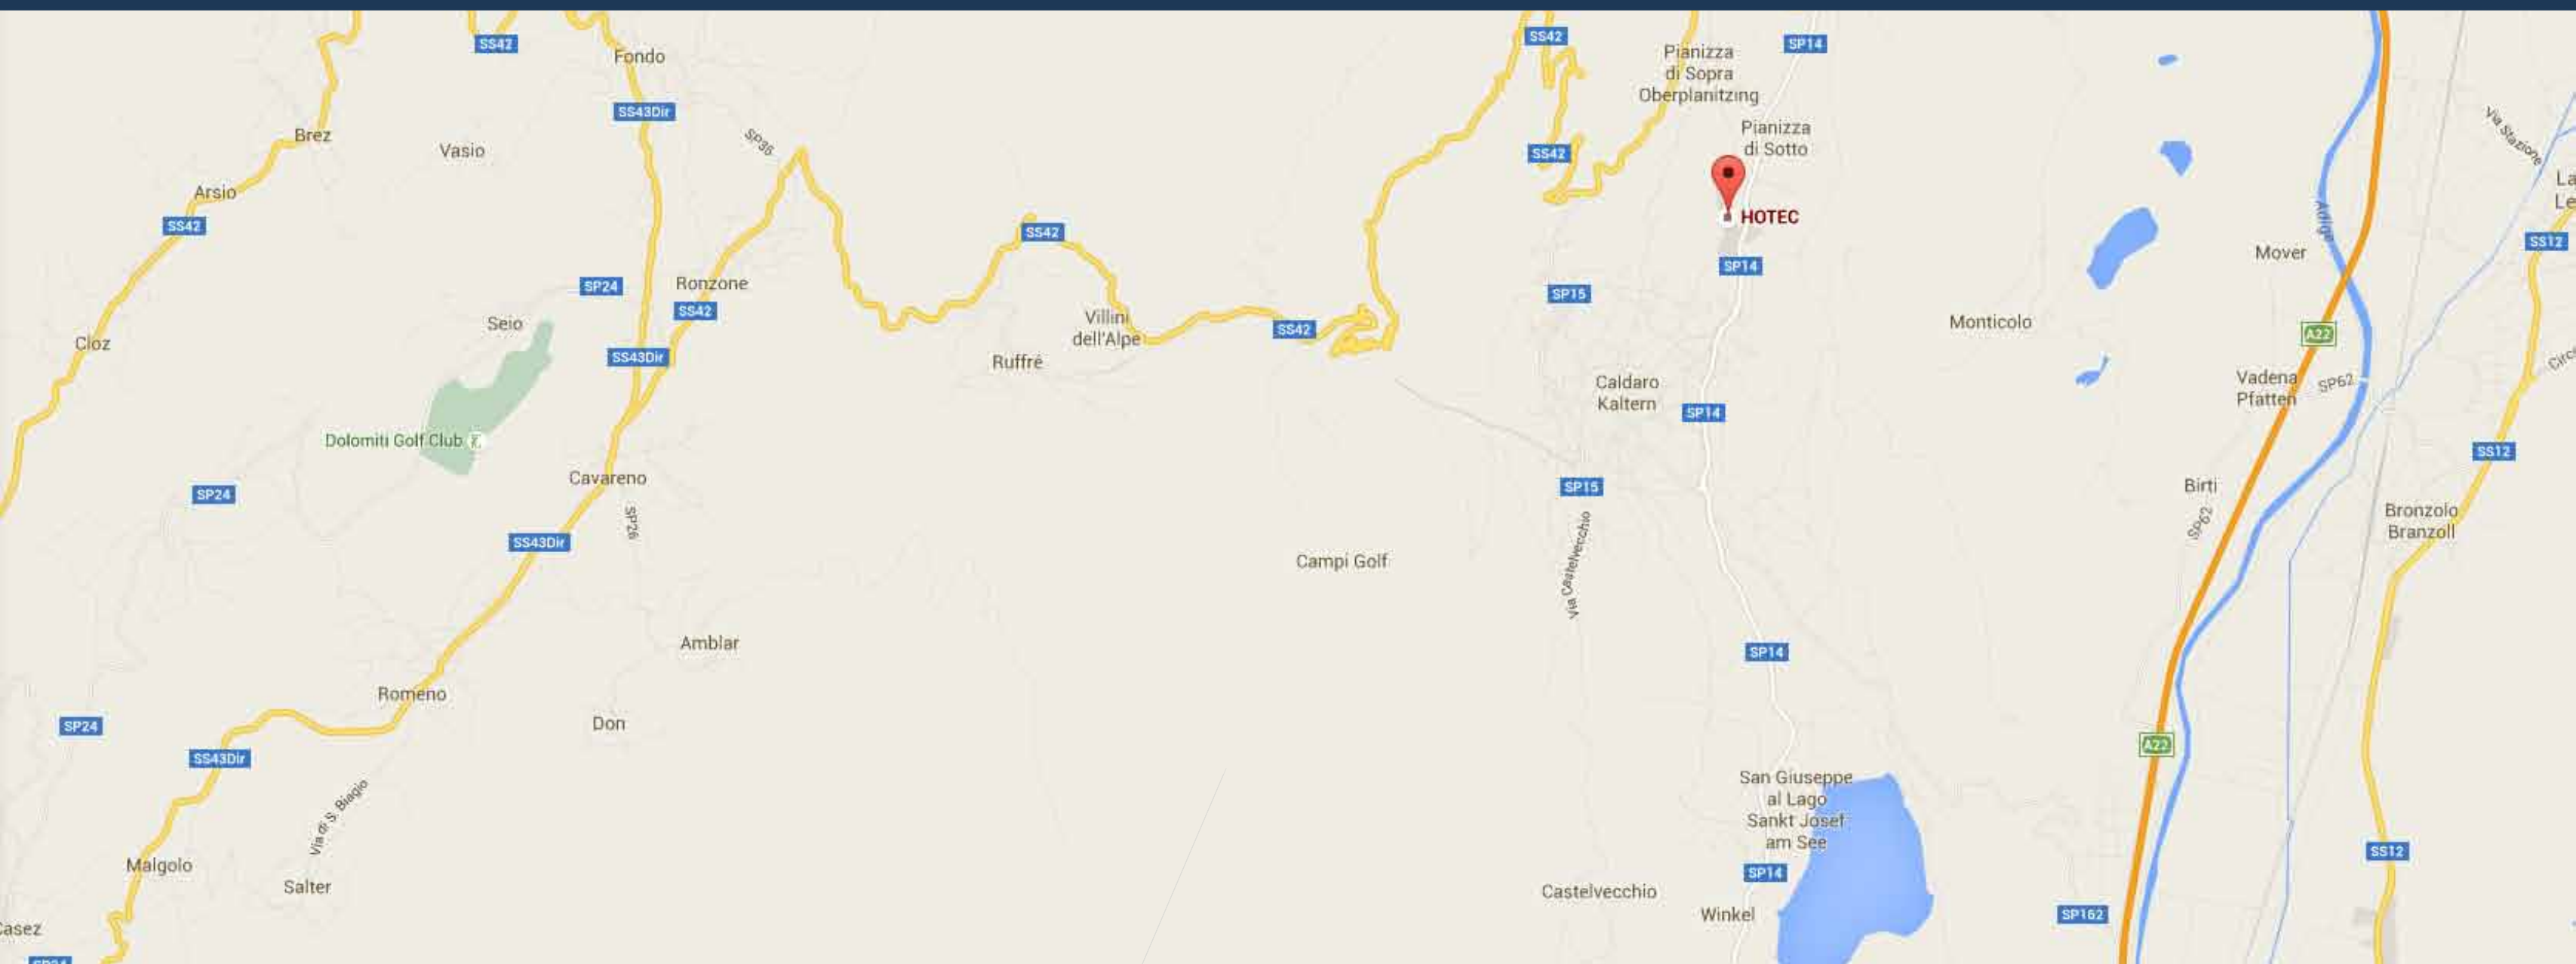 SS42
Fondo
SS43Dir
Brez
Vasio
SP35
Arsio
SS42
SS42
SP24
Ronzone
SS42
Seio
Cloz
SS43Dir
Villini
dell'Alpe
Ruffré
SS42
Dolomiti Golf Club
Cavareno
SP24
SP26
SS43Dir
Campi Golf
Amblar
Romeno
Don
SP24
SS43Dir
Via di S. Biagio
Malgolo
Salter
SS42
SP14
Pianizza
di Sopra
Oberplanitzing
Pianizza
di Sotto
SS42
HOTEC
SP14
SP15
Caldaro
Kaltern
SP14
SP15
Via Castelvecchio
SP14
San Giuseppe
al Lago
Sankt Josef
am See
SP14
Castelvecchio
Winkel
Via Stazione
Adige
SS12
Mover
Monticolo
A22
Vadena
Pfatten
SP62
SS12
Birti
SP62
Bronzolo
Branzoll
A22
SS12
SP162